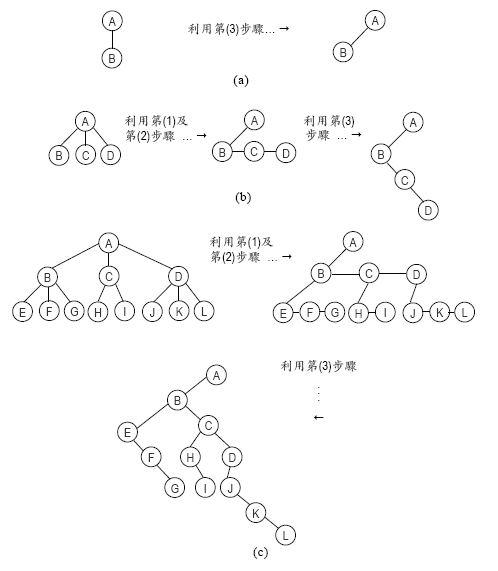 A
B
利用第(3)步驟... →
A
B
(a)
A
B C D
利用第(1)及
第(2)步驟 ... →
A
B C D
利用第(3)
步驟 ... →
A
B
C
D
(b)
A
B C D
E F G H I J K L
利用第(1)及
第(2)步驟 ... →
A
B C D
E F G H I J K L
利用第(3)步驟
⋮
←
A
B
E C
F H D
G I J
K
L
(c)